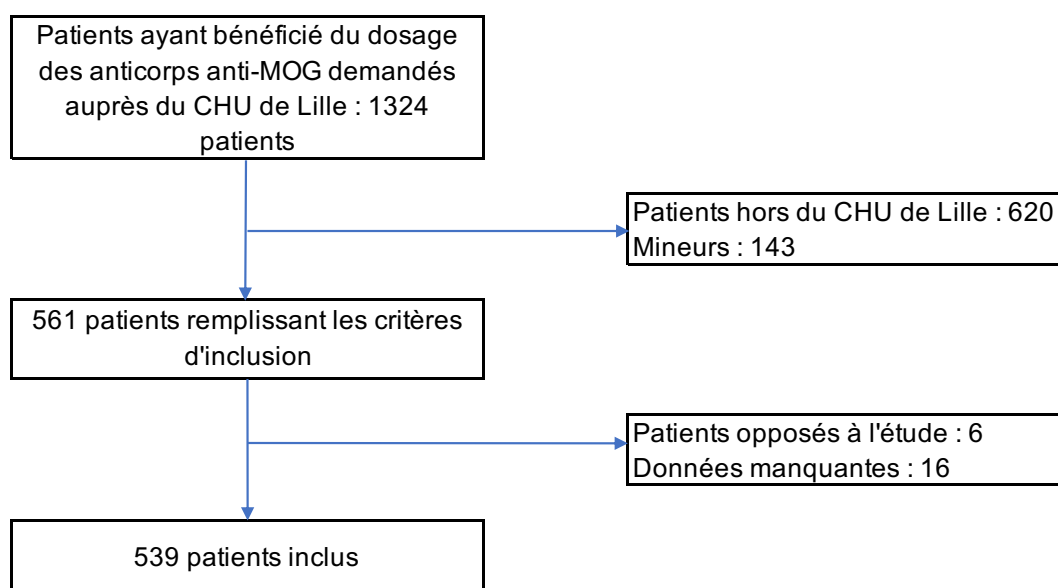 Patients ayant bénéficié du dosage
des anticorps anti-MOG demandés
auprès du CHU de Lille : 1324
patients
Patients hors du CHU de Lille : 620
Mineurs : 143
561 patients remplissant les critères
d'inclusion
Patients opposés à l'étude : 6
Données manquantes : 16
539 patients inclus